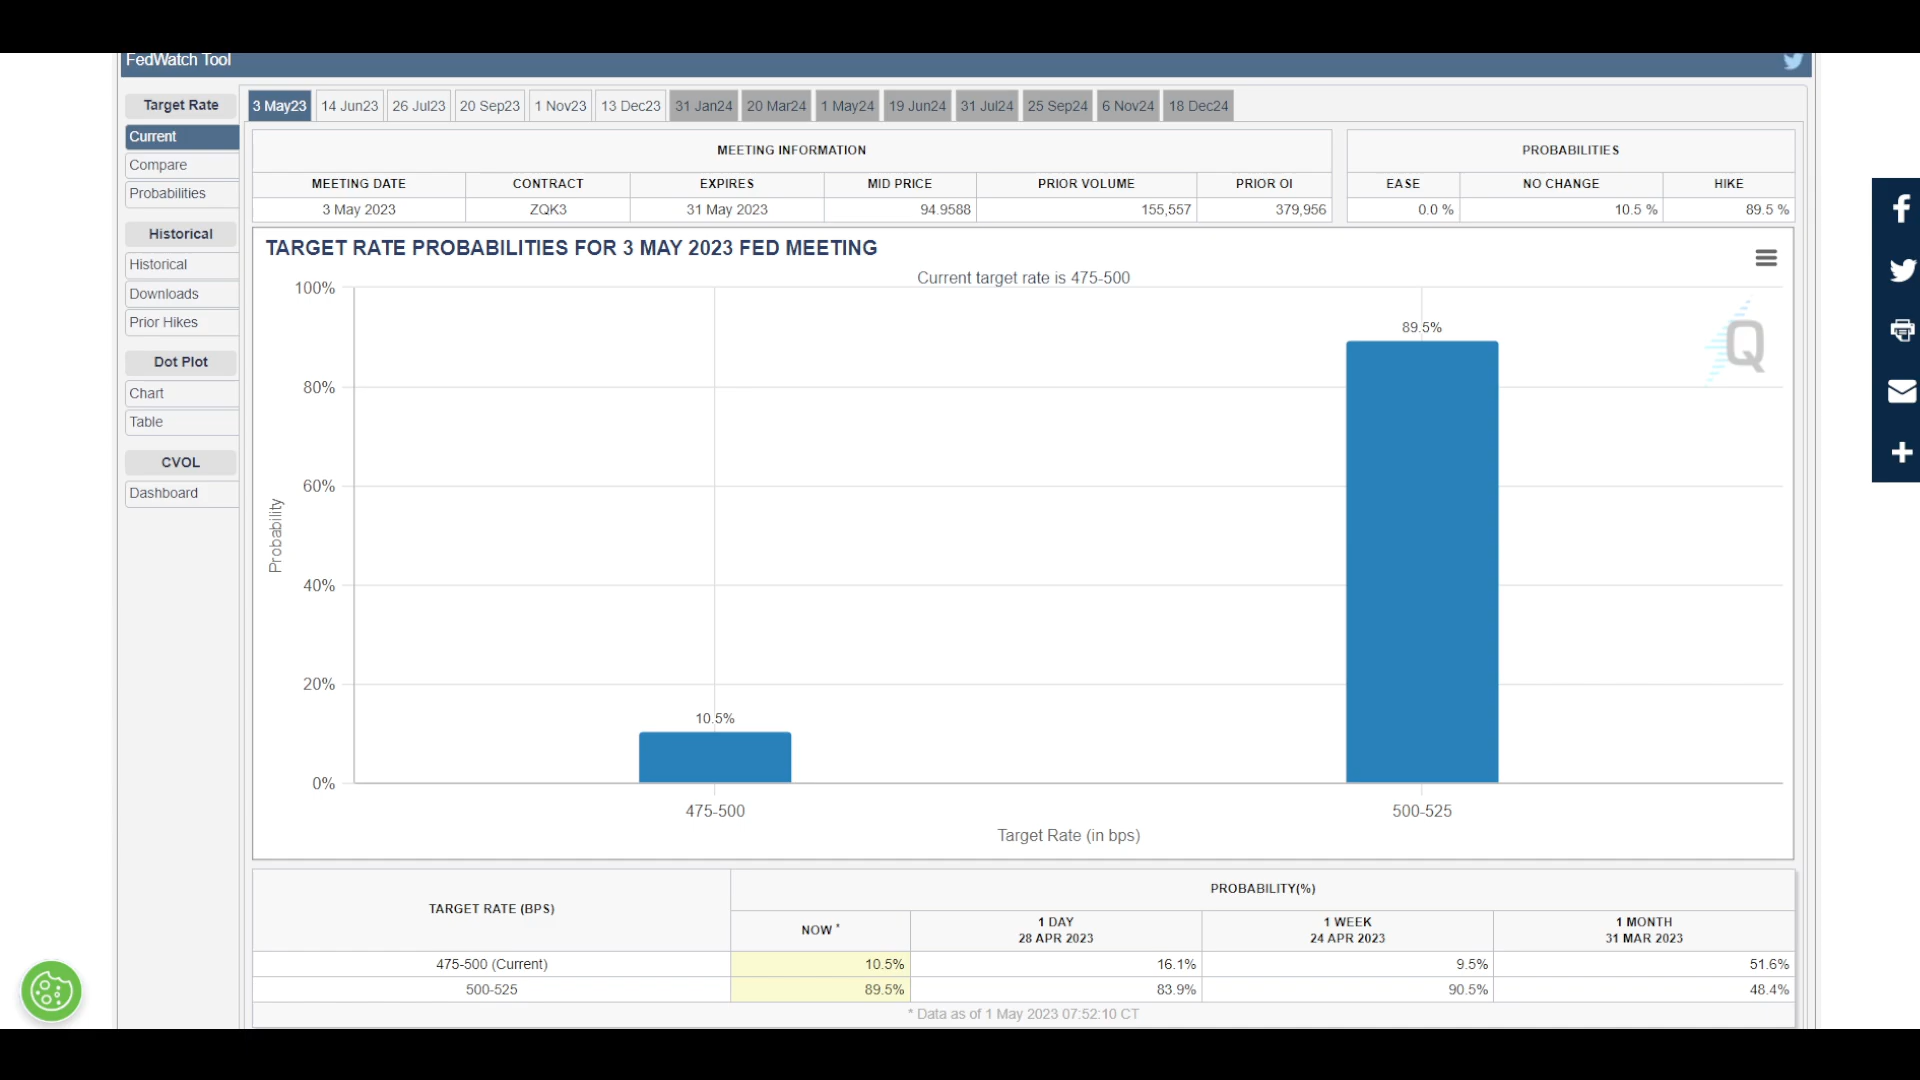 FedWatch Tool
Target Rate
Current
Compare
Probabilities
Historical
Historical
Downloads
Prior Hikes
Dot Plot
Chart
Table
CVOL
Dashboard
3 May23 14 Jun23 26 Jul23 20 Sep23 1 Nov23 13 Dec23 31 Jan24 20 Mar24 1 May24 19 Jun24 31 Jul24 25 Sep24 6 Nov24 18 Dec24
MEETING INFORMATION
MEETING DATE CONTRACT EXPIRES MID PRICE PRIOR VOLUME PRIOR OI
3 May 2023 ZQK3 31 May 2023 94.9588 155,557 379,956
PROBABILITIES
EASE NO CHANGE HIKE
0.0 % 10.5 % 89.5 %
TARGET RATE PROBABILITIES FOR 3 MAY 2023 FED MEETING
Current target rate is 475-500
100%
80%
60%
40%
20%
0%
Probability
10.5%
89.5%
Q
475-500 500-525
Target Rate (in bps)
TARGET RATE (BPS)
PROBABILITY(%)
NOW *
1 DAY
28 APR 2023
1 WEEK
24 APR 2023
1 MONTH
31 MAR 2023
475-500 (Current) 10.5% 16.1% 9.5% 51.6%
500-525 89.5% 83.9% 90.5% 48.4%
* Data as of 1 May 2023 07:52:10 CT